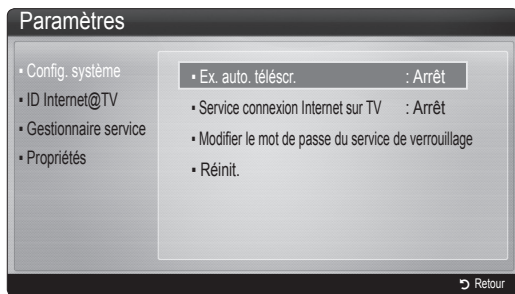 Paramètres
▪ Config. système
▪ ID Internet@TV
▪ Gestionnaire service
▪ Propriétés
▪ Ex. auto. téléscr. : Arrêt
▪ Service connexion Internet sur TV : Arrêt
▪ Modifier le mot de passe du service de verrouillage
▪ Réinit.
Retour